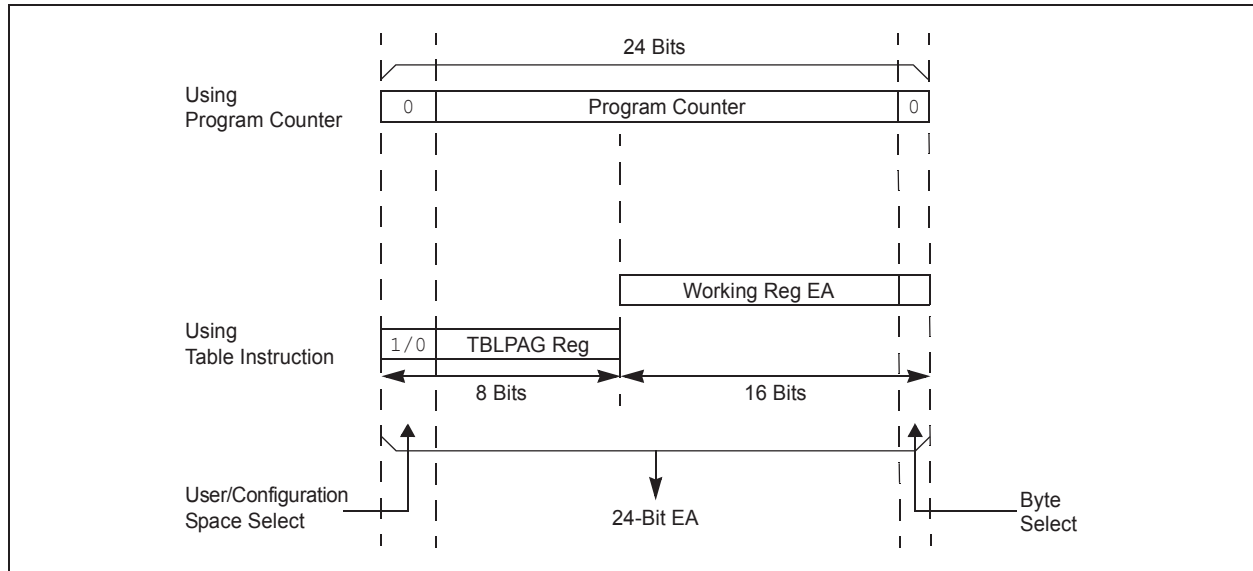 24 Bits
Using
Program Counter
0
Program Counter
0
Working Reg EA
Using
Table Instruction
1/0
TBLPAG Reg
8 Bits
16 Bits
User/Configuration
Space Select
24-Bit EA
Byte
Select